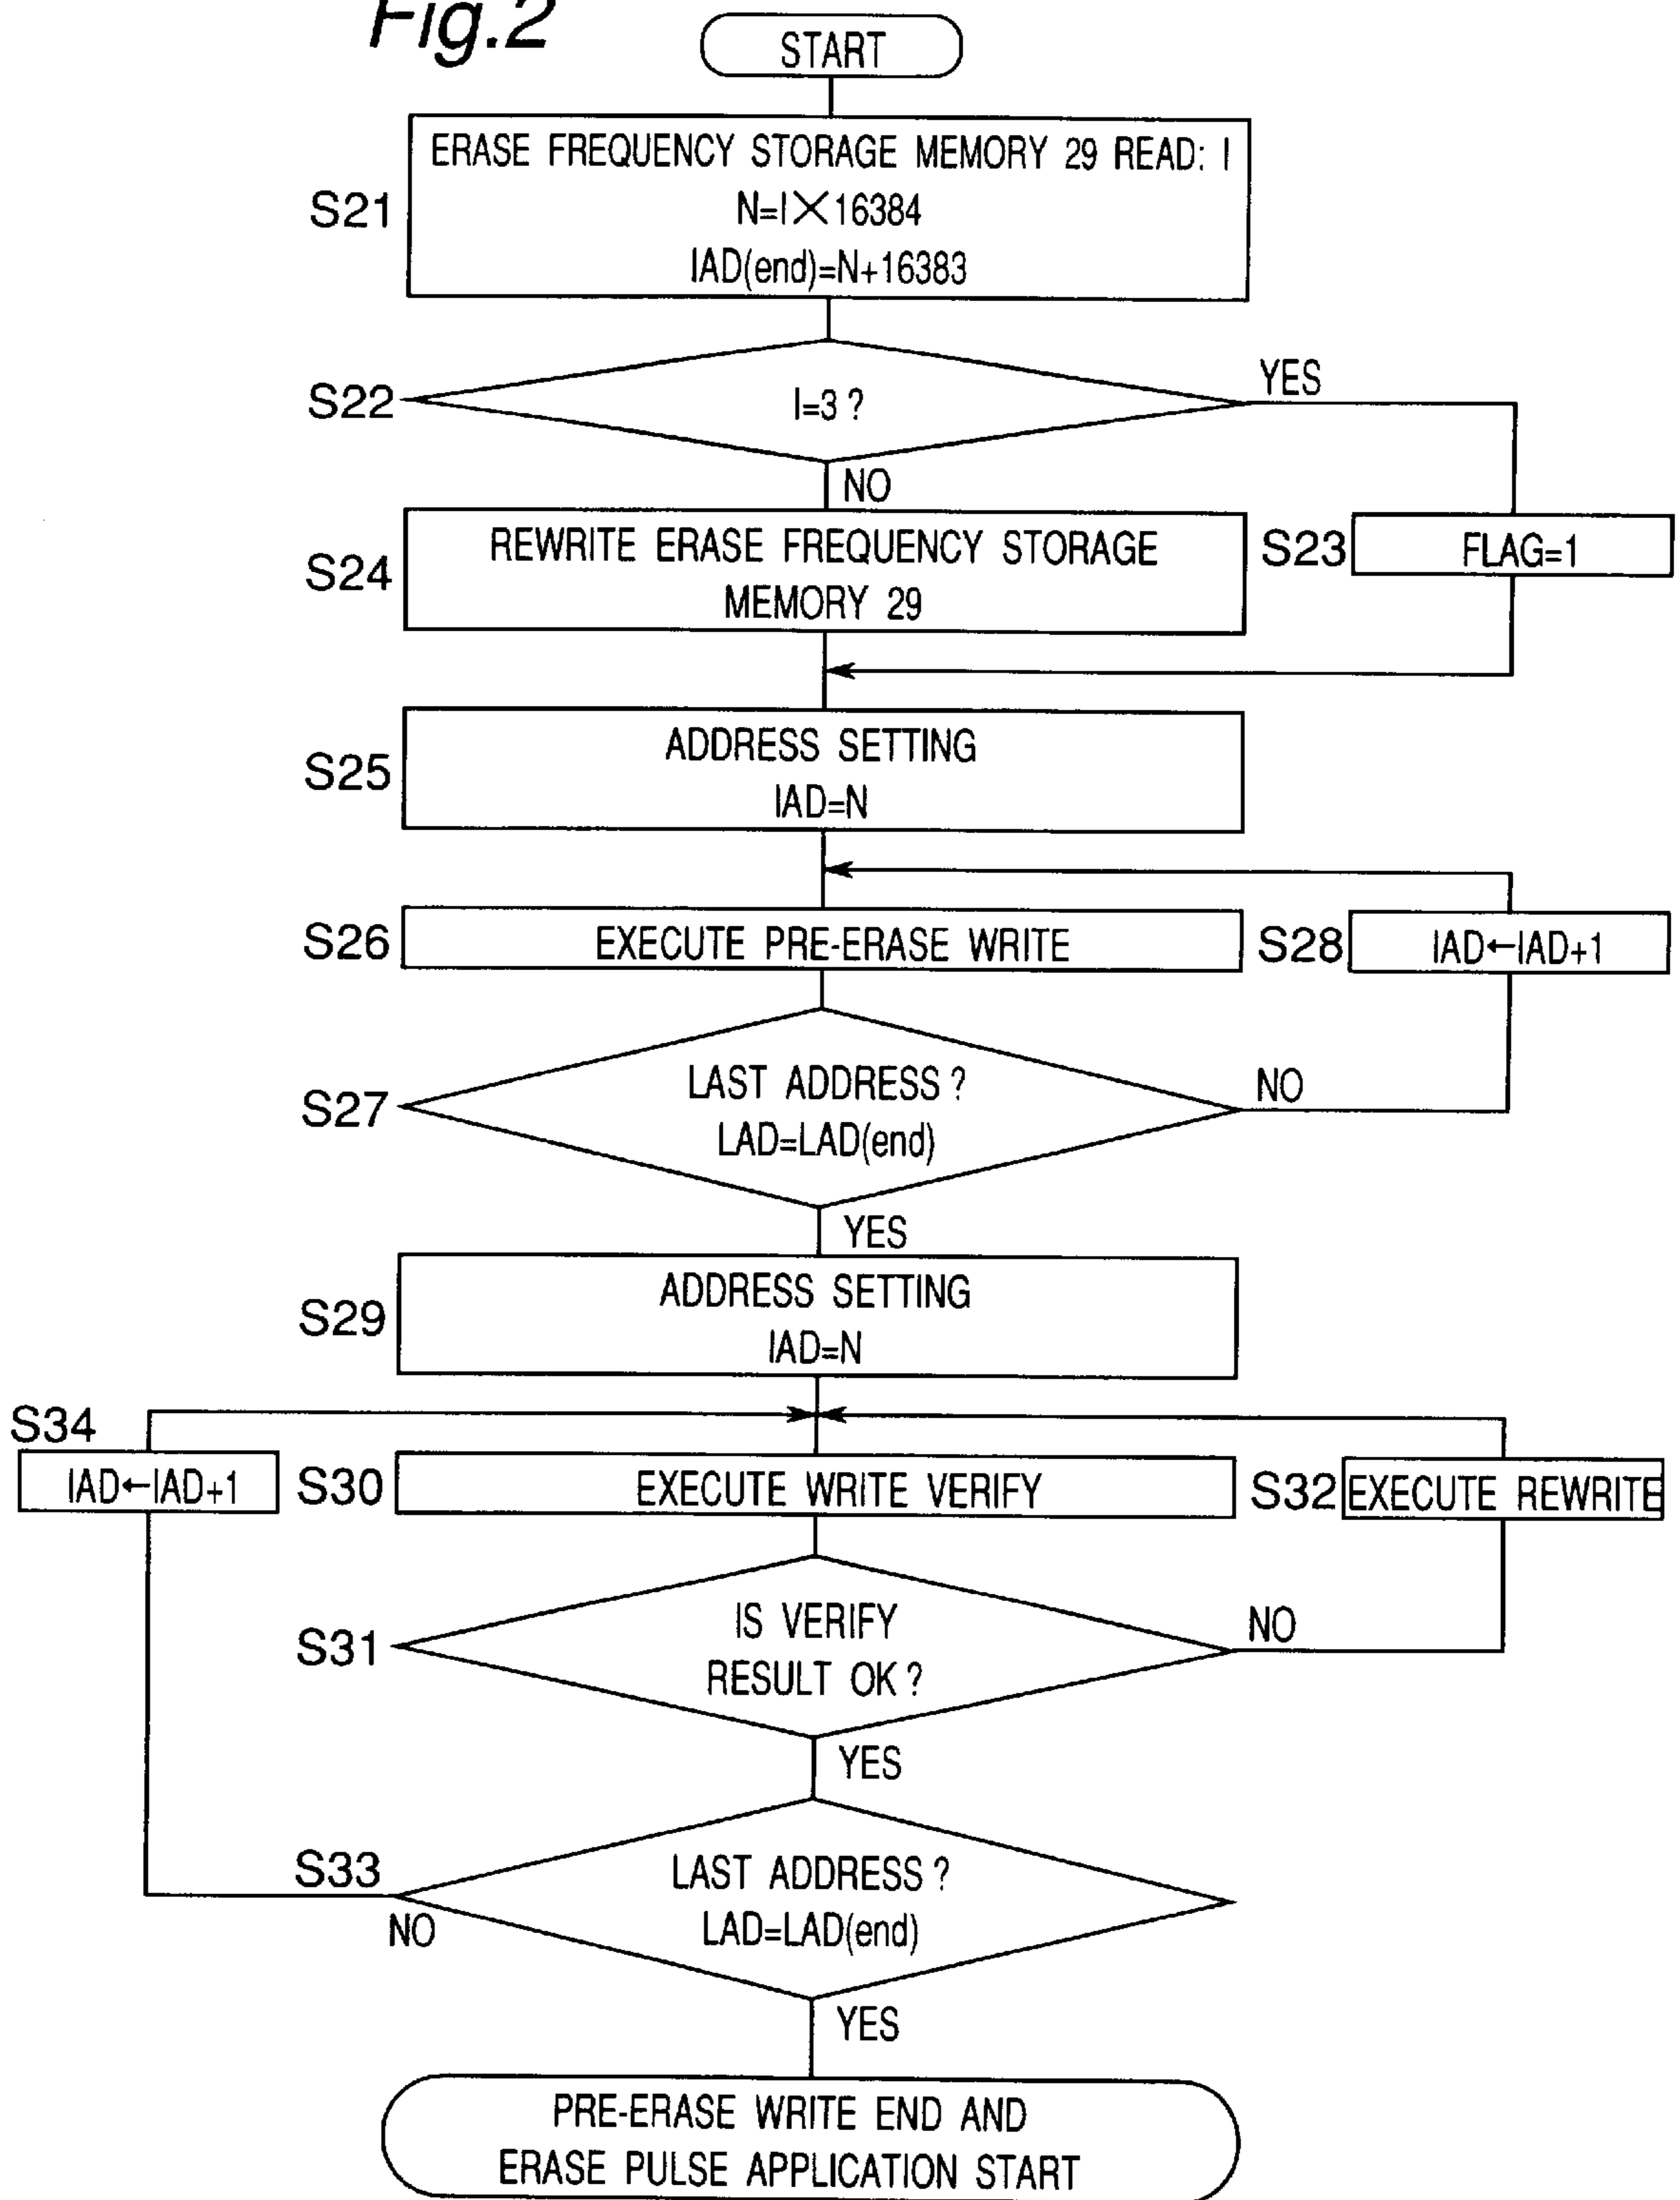 Fig.2
START
S21
ERASE FREQUENCY STORAGE MEMORY 29 READ: I
N=I×16384
IAD(end)=N+16383
S22
I=3 ?
YES
NO
S24
REWRITE ERASE FREQUENCY STORAGE
MEMORY 29
S23
FLAG=1
S25
ADDRESS SETTING
IAD=N
S26
EXECUTE PRE-ERASE WRITE
S28
IAD←IAD+1
S27
LAST ADDRESS ?
LAD=LAD(end)
NO
YES
S29
ADDRESS SETTING
IAD=N
S34
IAD←IAD+1
S30
EXECUTE WRITE VERIFY
S32
EXECUTE REWRITE
S31
IS VERIFY
RESULT OK ?
NO
YES
S33
LAST ADDRESS ?
LAD=LAD(end)
NO
YES
PRE-ERASE WRITE END AND
ERASE PULSE APPLICATION START